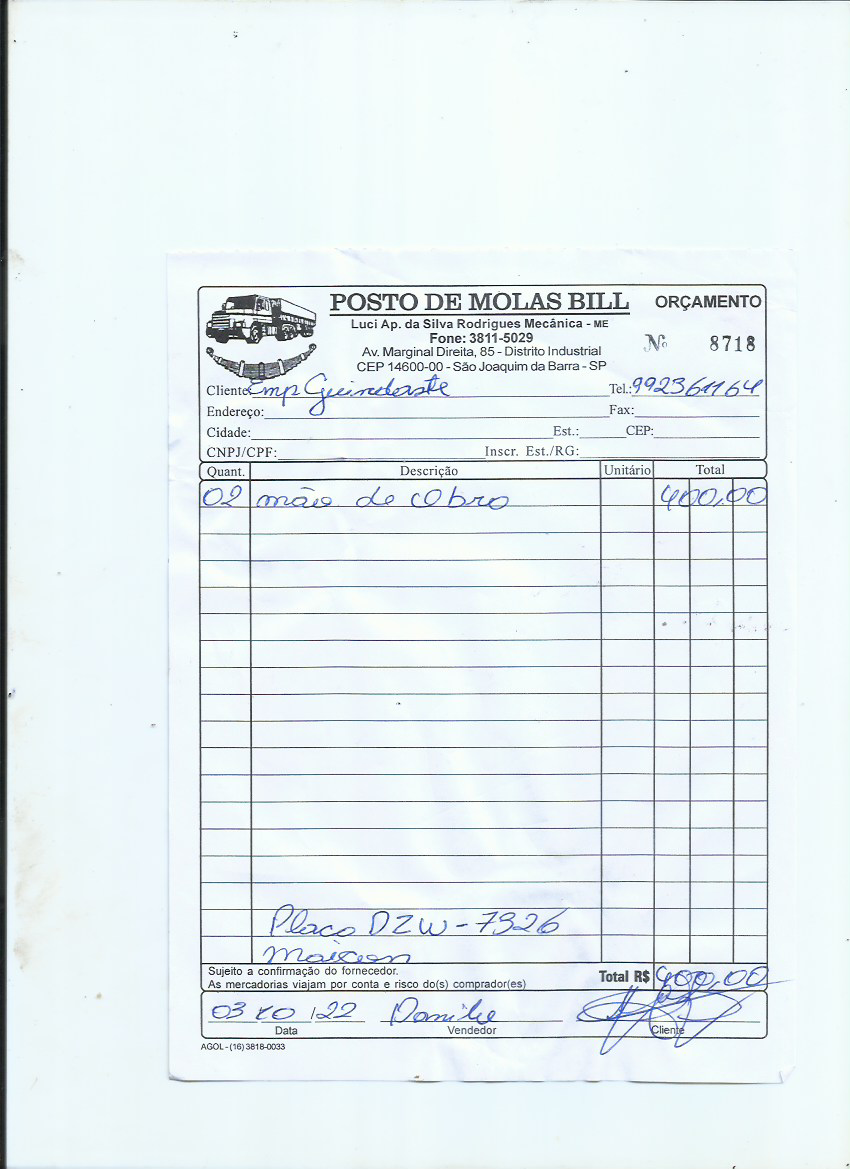 POSTO DE MOLAS BILL ORÇAMENTO
Luci Ap. da Silva Rodrigues Mecânica - ME
Fone: 3811-5029
Av. Marginal Direita, 85 - Distrito Industrial
CEP 14600-00 - São Joaquim da Barra - SP
Nº 8718
Cliente Emp Guindaste Tel.: 992361164
Endereço: Fax:
Cidade: Est.: CEP:
CNPJ/CPF: Inscr. Est./RG:
Quant. Descrição Unitário Total
02 mão de obra 400,00
Placa DZW-7326
Maicon
Sujeito a confirmação do fornecedor.
As mercadorias viajam por conta e risco do(s) comprador(es)
Total R$ 400,00
03 10 22 Danilo
Data Vendedor Cliente
AGOL - (16) 3818-0033